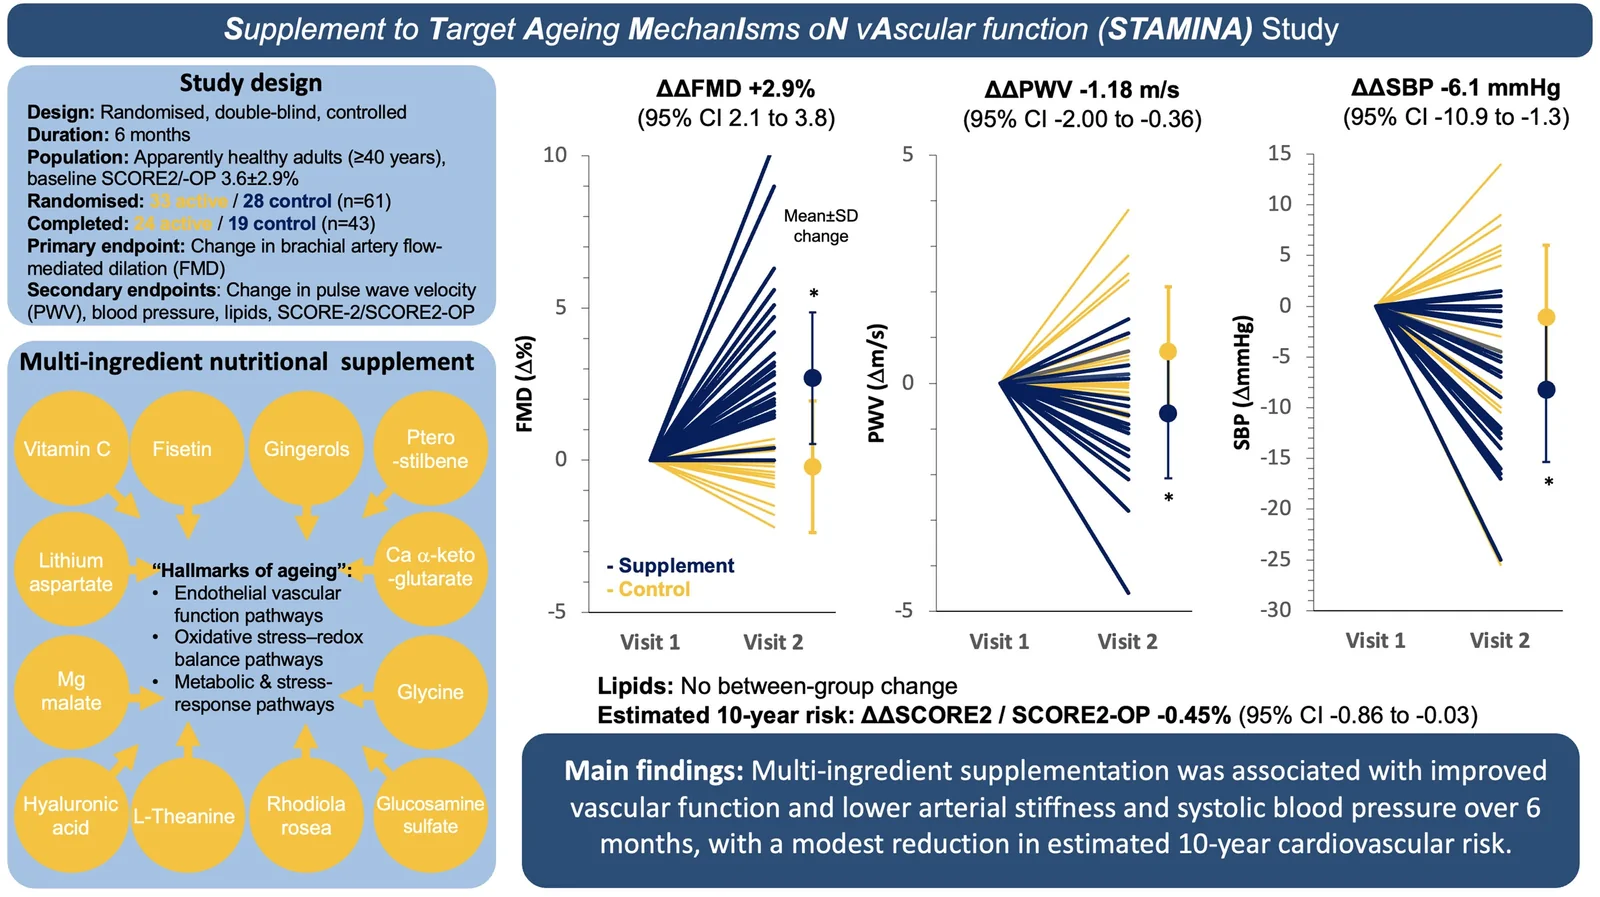 Supplement to Target Ageing MechanIsms oN vAscular function (STAMINA) Study
Study design
Design: Randomised, double-blind, controlled
Duration: 6 months
Population: Apparently healthy adults (≥40 years),
baseline SCORE2/-OP 3.6±2.9%
Randomised: 33 active / 28 control (n=61)
Completed: 24 active / 19 control (n=43)
Primary endpoint: Change in brachial artery flow-
mediated dilation (FMD)
Secondary endpoints: Change in pulse wave velocity
(PWV), blood pressure, lipids, SCORE-2/SCORE2-OP
Multi-ingredient nutritional supplement
Vitamin C
Fisetin
Gingerols
Ptero
-stilbene
Lithium
aspartate
Ca α-keto
-glutarate
"Hallmarks of ageing":
• Endothelial vascular
function pathways
• Oxidative stress–redox
balance pathways
• Metabolic & stress-
response pathways
Mg
malate
Glycine
Hyaluronic
acid
L-Theanine
Rhodiola
rosea
Glucosamine
sulfate
ΔΔFMD +2.9%
(95% CI 2.1 to 3.8)
10
5
0
-5
FMD (Δ%)
Mean±SD
change
*
- Supplement
- Control
Visit 1
Visit 2
ΔΔPWV -1.18 m/s
(95% CI -2.00 to -0.36)
5
0
-5
PWV (Δm/s)
*
Visit 1
Visit 2
ΔΔSBP -6.1 mmHg
(95% CI -10.9 to -1.3)
15
10
5
0
-5
-10
-15
-20
-25
-30
SBP (ΔmmHg)
*
Visit 1
Visit 2
Lipids: No between-group change
Estimated 10-year risk: ΔΔSCORE2 / SCORE2-OP -0.45% (95% CI -0.86 to -0.03)
Main findings: Multi-ingredient supplementation was associated with improved
vascular function and lower arterial stiffness and systolic blood pressure over 6
months, with a modest reduction in estimated 10-year cardiovascular risk.